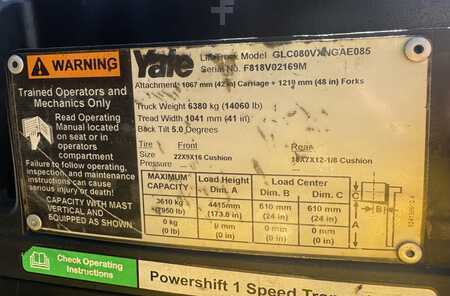 WARNING
Trained Operators and
Mechanics Only
Read Operating
Manual located
on seat or in
operators
compartment
Failure to follow operating,
inspection, and maintenance
instructions can cause
serious injury or death!
CAPACITY WITH MAST
VERTICAL AND
EQUIPPED AS SHOWN
Yale
Lift Truck Model GLC080VXNGAE085
Serial NO. F818V02169M
Attachment 1067 mm (42 in) Carriage + 1219 mm (48 in) Forks
Truck Weight 6380 kg (14060 lb)
Tread Width 1041 mm (41 in)
Back Tilt 5.0 Degrees
Tire Front Rear
Size
Pressure 22X9X16 Cushion 18X7X12-1/8 Cushion
MAXIMUM CAPACITY Load Height Dim. A Load Center Dim. B Dim. C
3610 kg 4415mm 610 mm 610 mm
(7950 lb) (173.8 in) (24 in) (24 in)
0 kg 0 mm 0 mm 0 mm
(0 lb) (0 in) (0 in) (0 in)
C
B
A
Check Operating
Instructions
Powershift 1 Speed